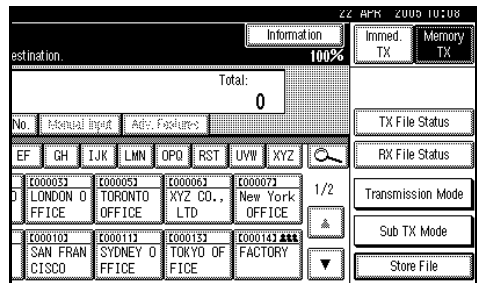 22 APR 2005 10:08
Information
Immed. TX
Memory TX
estination.
100%
Total:
0
No.
Manual Input
Adv. Features
TX File Status
EF
GH
IJK
LMN
OPQ
RST
UVW
XYZ
RX File Status
[00003]
LONDON O
FFICE
[00005]
TORONTO
OFFICE
[00006]
XYZ CO.,
LTD
[00007]
New York
OFFICE
1/2
Transmission Mode
[00010]
SAN FRAN
CISCO
[00011]
SYDNEY O
FFICE
[00013]
TOKYO OF
FICE
[00014]
FACTORY
Sub TX Mode
Store File